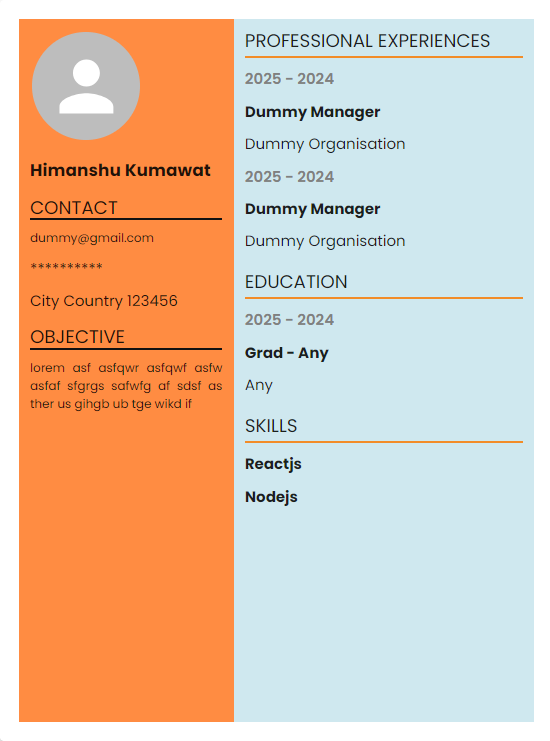 Himanshu Kumawat
CONTACT
dummy@gmail.com
**********
City Country 123456
OBJECTIVE
lorem asf asfqwr asfqwf asfw
asfaf sfgrgs safwfg af sdsf as
ther us gihgb ub tge wikd if
PROFESSIONAL EXPERIENCES
2025 - 2024
Dummy Manager
Dummy Organisation
2025 - 2024
Dummy Manager
Dummy Organisation
EDUCATION
2025 - 2024
Grad - Any
Any
SKILLS
Reactjs
Nodejs